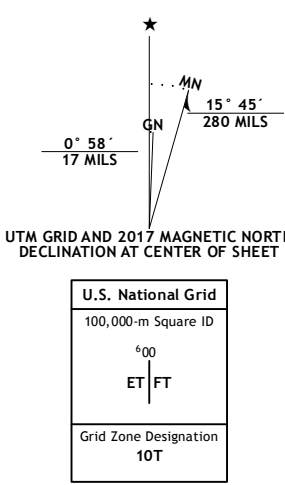 ★
MN
15° 45´
280 MILS
GN
0° 58´
17 MILS
UTM GRID AND 2017 MAGNETIC NORTH
DECLINATION AT CENTER OF SHEET
U.S. National Grid
100,000-m Square ID
⁶00
ET FT
Grid Zone Designation
10T